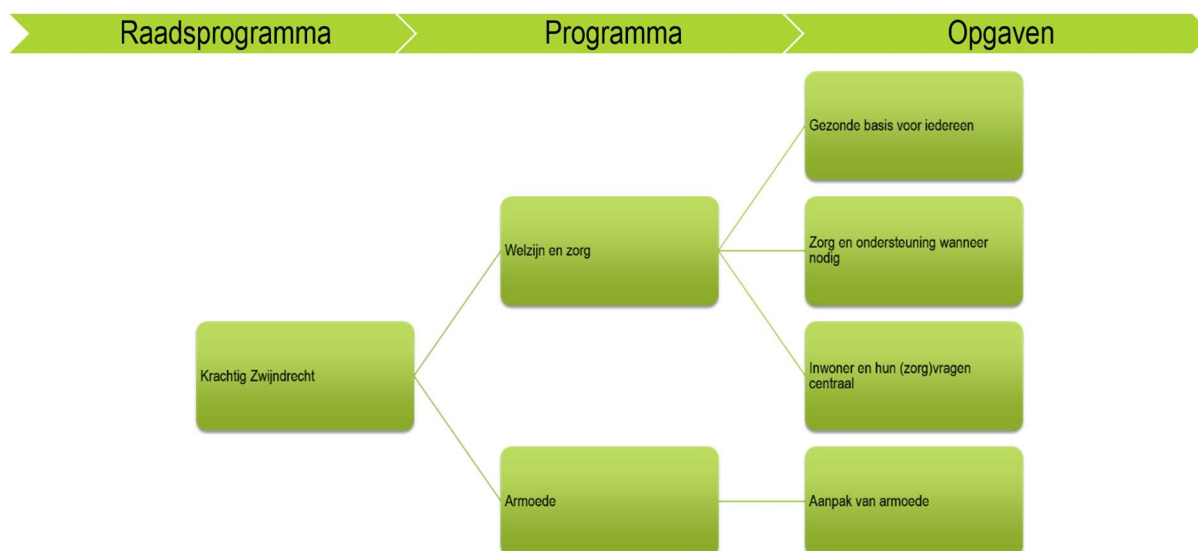 Raadsprogramma
Programma
Opgaven
Gezonde basis voor iedereen
Welzijn en zorg
Zorg en ondersteuning wanneer
nodig
Krachtig Zwijndrecht
Inwoner en hun (zorg)vragen
centraal
Armoede
Aanpak van armoede